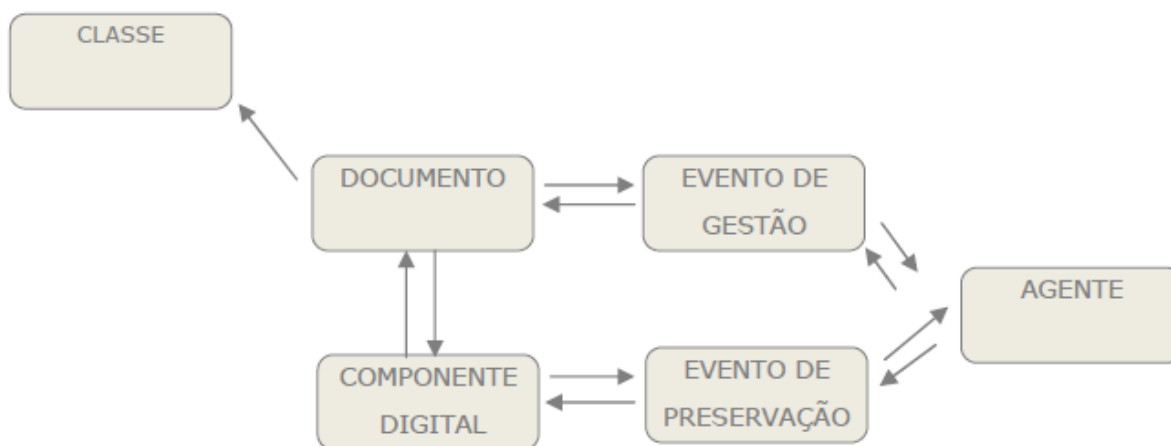 CLASSE
DOCUMENTO
EVENTO DE
GESTÃO
AGENTE
COMPONENTE
DIGITAL
EVENTO DE
PRESERVAÇÃO